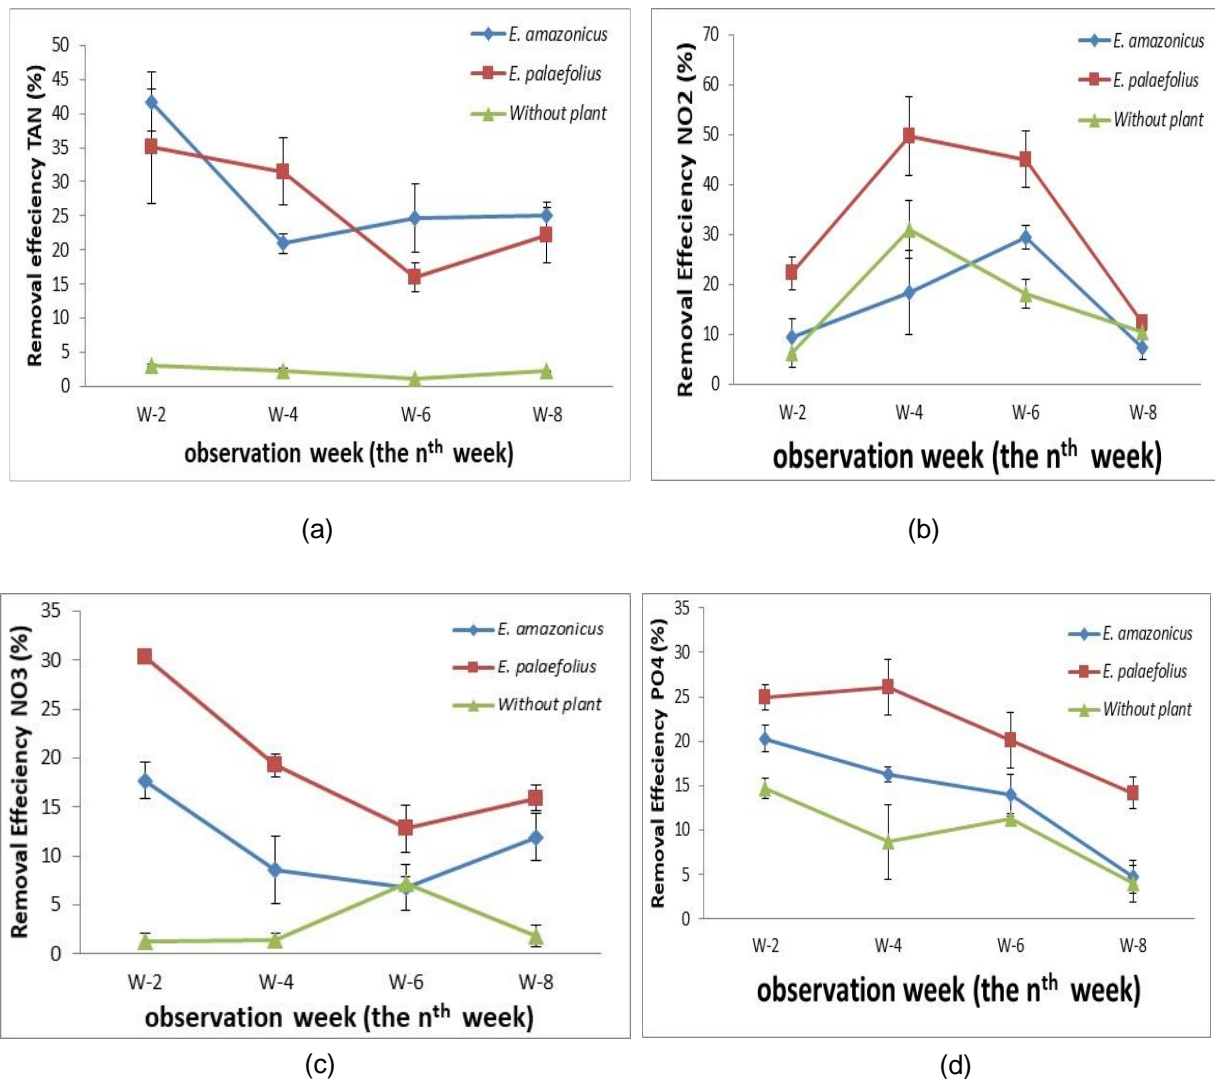 Removal effeciency TAN (%)
50
45
40
35
30
25
20
15
10
5
0
E. amazonicus
E. palaefolius
Without plant
W-2 W-4 W-6 W-8
observation week (the nth week)
(a)
Removal Effeciency NO2 (%)
70
60
50
40
30
20
10
0
E. amazonicus
E. palaefolius
Without plant
W-2 W-4 W-6 W-8
observation week (the nth week)
(b)
Removal Effeciency NO3 (%)
35
30
25
20
15
10
5
0
E. amazonicus
E. palaefolius
Without plant
W-2 W-4 W-6 W-8
observation week (the nth week)
(c)
Removal Effeciency PO4 (%)
35
30
25
20
15
10
5
0
E. amazonicus
E. palaefolius
Without plant
W-2 W-4 W-6 W-8
observation week (the nth week)
(d)